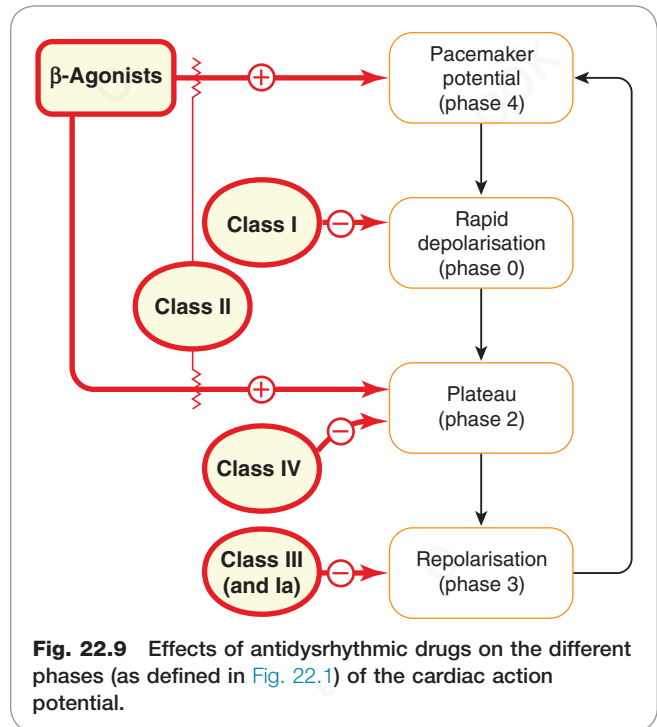 β-Agonists
+
Pacemaker
potential
(phase 4)
Class I
−
Rapid
depolarisation
(phase 0)
Class II
+
Plateau
(phase 2)
Class IV
−
Class III
(and Ia)
−
Repolarisation
(phase 3)
Fig. 22.9 Effects of antidysrhythmic drugs on the different
phases (as defined in Fig. 22.1) of the cardiac action
potential.